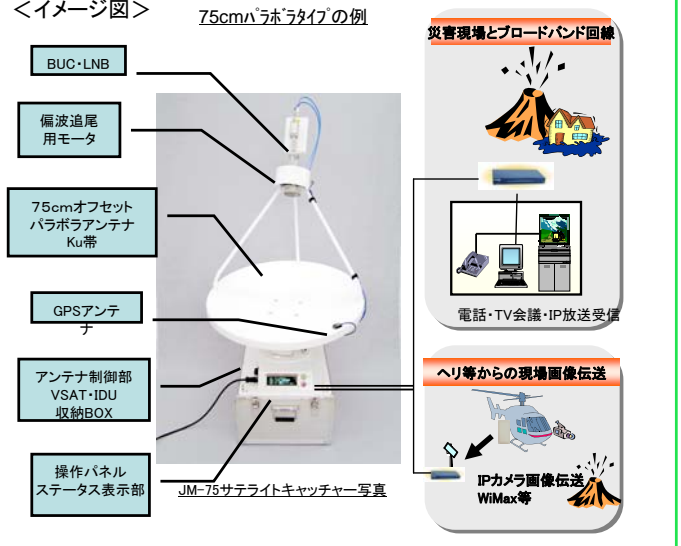 <イメージ図>
75cmﾊﾟﾗﾎﾞﾗﾀｲﾌﾟの例
BUC・LNB
偏波追尾
用モータ
75cmオフセット
パラボラアンテナ
Ku帯
GPSアンテ
ナ
アンテナ制御部
VSAT・IDU
収納BOX
操作パネル
ステータス表示部
JM-75サテライトキャッチャー写真
災害現場とブロードバンド回線
電話・TV会議・IP放送受信
ヘリ等からの現場画像伝送
IPカメラ画像伝送
WiMax等